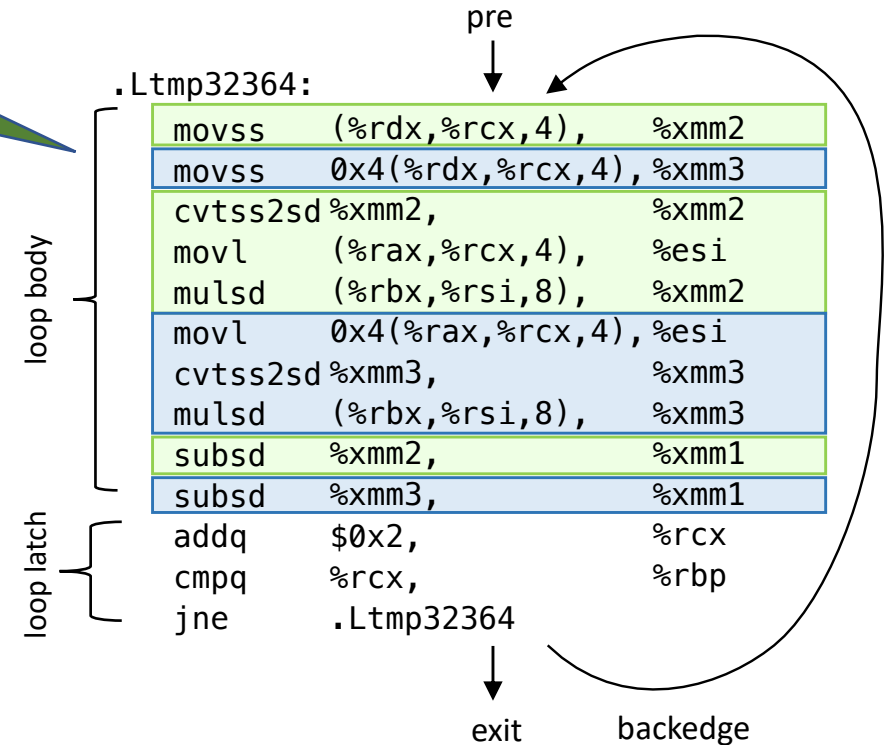 pre
.Ltmp32364:
movss (%rdx,%rcx,4), %xmm2
movss 0x4(%rdx,%rcx,4), %xmm3
cvtss2sd %xmm2, %xmm2
movl (%rax,%rcx,4), %esi
mulsd (%rbx,%rsi,8), %xmm2
movl 0x4(%rax,%rcx,4), %esi
cvtss2sd %xmm3, %xmm3
mulsd (%rbx,%rsi,8), %xmm3
subsd %xmm2, %xmm1
subsd %xmm3, %xmm1
addq $0x2, %rcx
cmpq %rcx, %rbp
jne .Ltmp32364
loop body
loop latch
exit
backedge